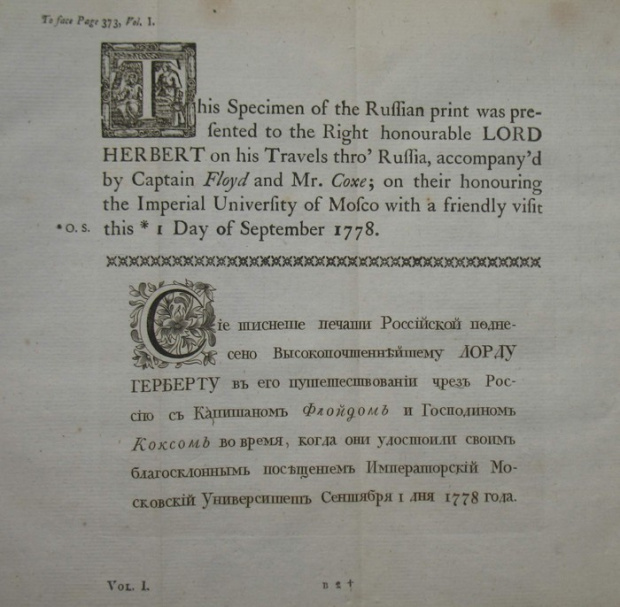 To face Page 373, Vol. I.
This Specimen of the Ruſſian print was pre-
ſented to the Right honourable LORD
HERBERT on his Travels thro' Ruſſia, accompany'd
by Captain Floyd and Mr. Coxe; on their honouring
the Imperial Univerſity of Moſco with a friendly viſit
* O. S. this * 1 Day of September 1778.
Сіе тиснение печати Россійской подне-
сено Высокопочтеннѣйшему ЛОРДУ
ГЕРБЕРТУ въ его путешествованіи чрезъ Рос-
сію съ Капитаномъ Флойдомъ и Господиномъ
Коксомъ во время, когда они удостоили своимъ
благосклоннымъ посѣщеніемъ Императорскій Мо-
сковскій Университетъ Сентября 1 дня 1778 года.
VOL. I.